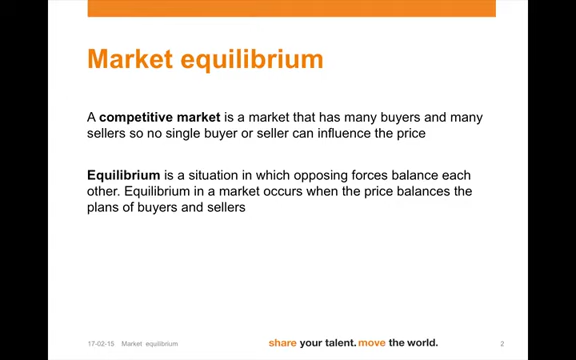 Market equilibrium
A competitive market is a market that has many buyers and many
sellers so no single buyer or seller can influence the price
Equilibrium is a situation in which opposing forces balance each
other. Equilibrium in a market occurs when the price balances the
plans of buyers and sellers
17-02-15 Market equilibrium share your talent. move the world. 2